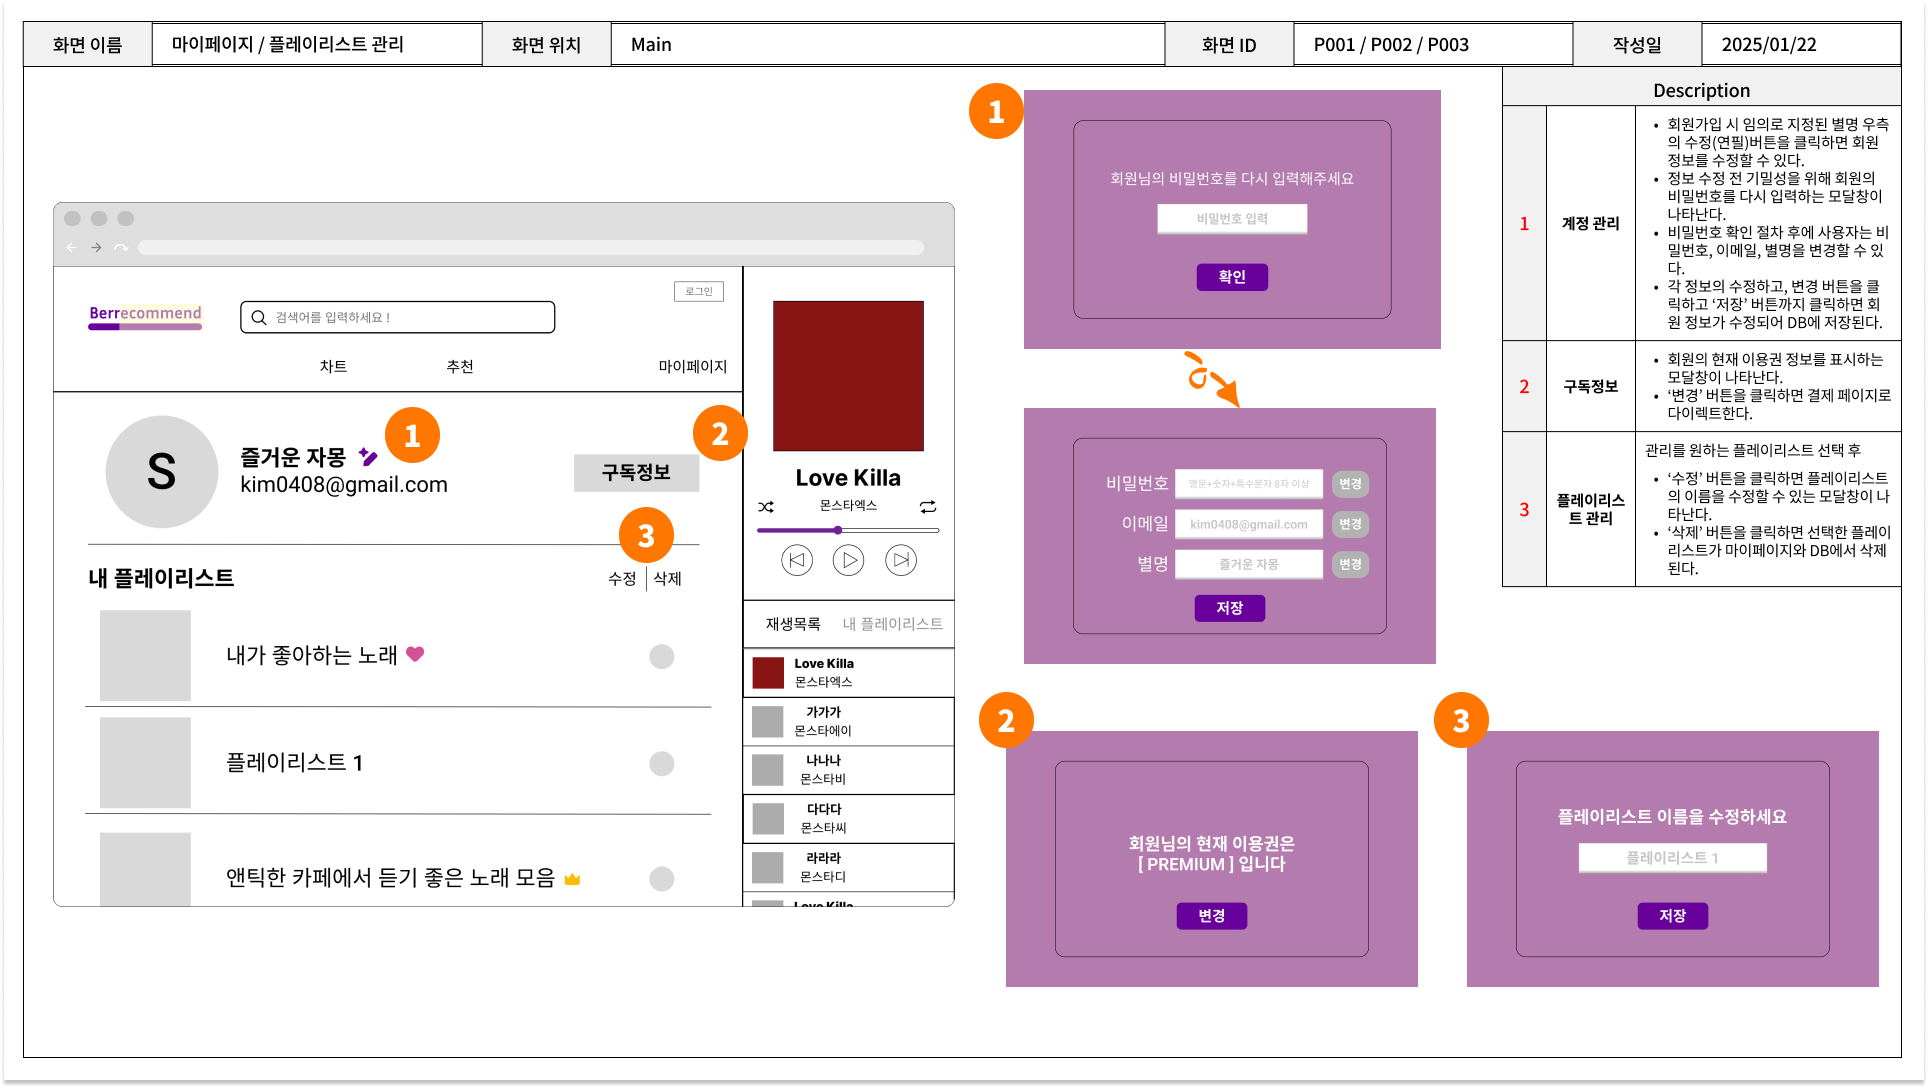 화면 이름
마이페이지 / 플레이리스트 관리
화면 위치
Main
화면 ID
P001 / P002 / P003
작성일
2025/01/22
로그인
Berrecommend
검색어를 입력하세요 !
차트
추천
마이페이지
S
즐거운 자몽
1
kim0408@gmail.com
2
구독정보
3
내 플레이리스트
수정
삭제
내가 좋아하는 노래
플레이리스트 1
앤틱한 카페에서 듣기 좋은 노래 모음
Love Killa
몬스타엑스
재생목록
내 플레이리스트
Love Killa
몬스타엑스
가가가
몬스타에이
나나나
몬스타비
다다다
몬스타씨
라라라
몬스타디
Love Killa
1
회원님의 비밀번호를 다시 입력해주세요
비밀번호 입력
확인
비밀번호
영문+숫자+특수문자 8자 이상
변경
이메일
kim0408@gmail.com
변경
별명
즐거운 자몽
변경
저장
2
회원님의 현재 이용권은
[ PREMIUM ] 입니다
변경
3
플레이리스트 이름을 수정하세요
플레이리스트 1
저장
Description
1
계정 관리
• 회원가입 시 임의로 지정된 별명 우측
의 수정(연필)버튼을 클릭하면 회원
정보를 수정할 수 있다.
• 정보 수정 전 기밀성을 위해 회원의
비밀번호를 다시 입력하는 모달창이
나타난다.
• 비밀번호 확인 절차 후에 사용자는 비
밀번호, 이메일, 별명을 변경할 수 있
다.
• 각 정보의 수정하고, 변경 버튼을 클
릭하고 ‘저장’ 버튼까지 클릭하면 회
원 정보가 수정되어 DB에 저장된다.
2
구독정보
• 회원의 현재 이용권 정보를 표시하는
모달창이 나타난다.
• ‘변경’ 버튼을 클릭하면 결제 페이지로
다이렉트한다.
3
플레이리스
트 관리
관리를 원하는 플레이리스트 선택 후
• ‘수정’ 버튼을 클릭하면 플레이리스트
의 이름을 수정할 수 있는 모달창이 나
타난다.
• ‘삭제’ 버튼을 클릭하면 선택한 플레이
리스트가 마이페이지와 DB에서 삭제
된다.